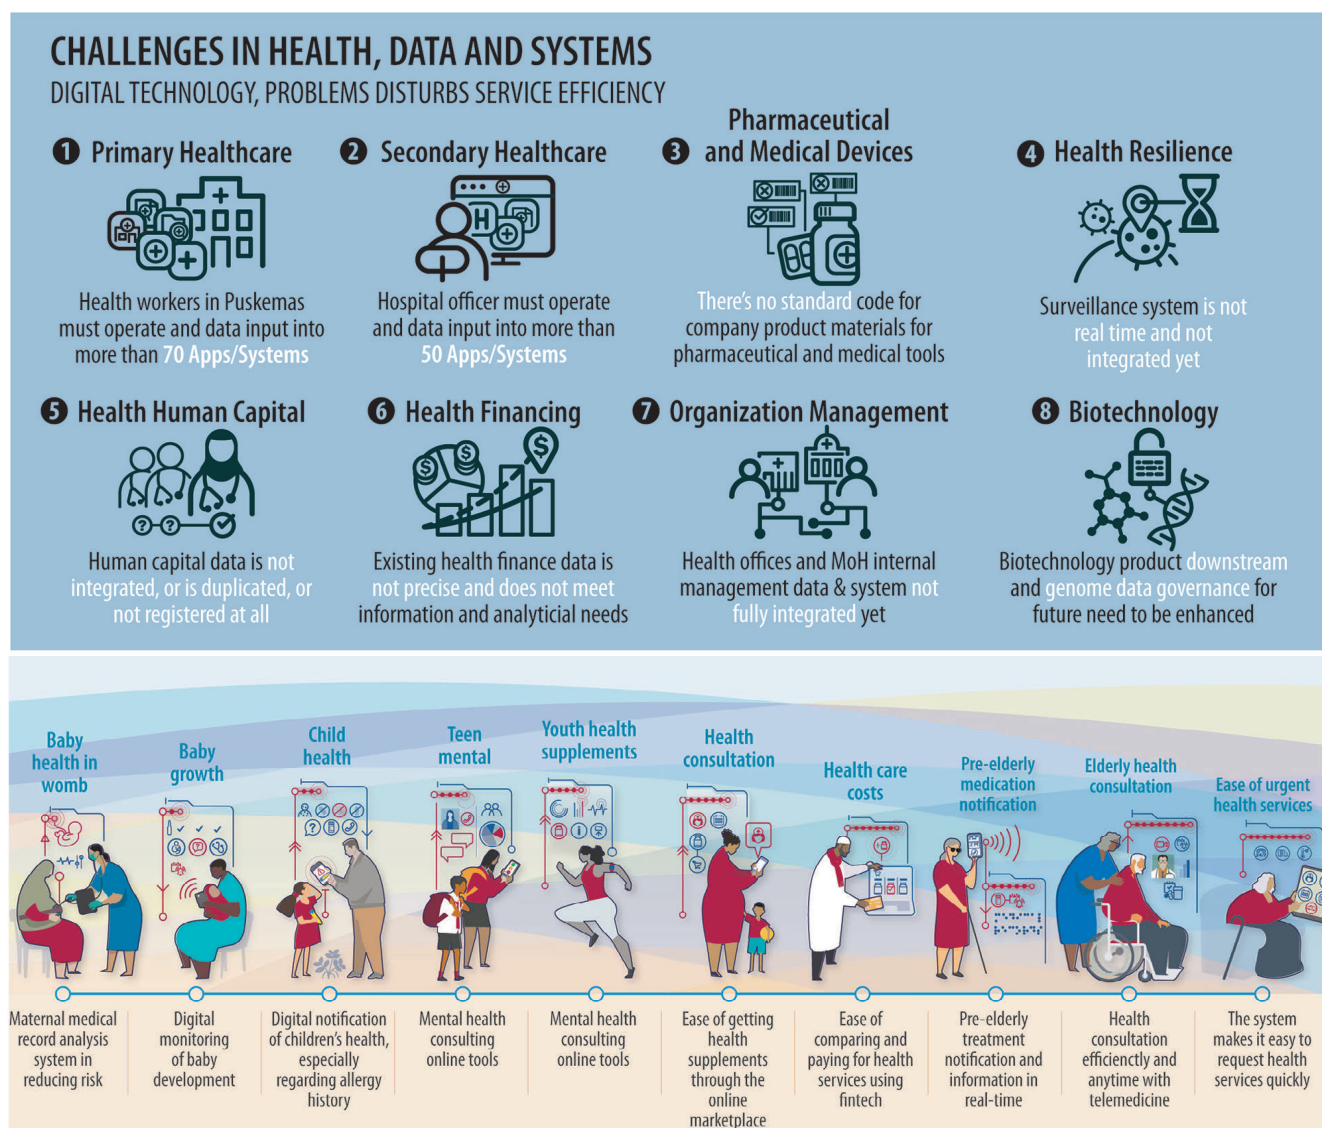 CHALLENGES IN HEALTH, DATA AND SYSTEMS
DIGITAL TECHNOLOGY, PROBLEMS DISTURBS SERVICE EFFICIENCY
1 Primary Healthcare
Health workers in Puskemas
must operate and data input into
more than 70 Apps/Systems
2 Secondary Healthcare
H
Hospital officer must operate
and data input into more than
50 Apps/Systems
3 Pharmaceutical
and Medical Devices
There's no standard code for
company product materials for
pharmaceutical and medical tools
4 Health Resilience
Surveillance system is not
real time and not
integrated yet
5 Health Human Capital
? ?
Human capital data is not
integrated, or is duplicated, or
not registered at all
6 Health Financing
$ $ $
Existing health finance data is
not precise and does not meet
information and analyticial needs
7 Organization Management
Health offices and MoH internal
management data & system not
fully integrated yet
8 Biotechnology
Biotechnology product downstream
and genome data governance for
future need to be enhanced
Baby
health in
womb
Maternal medical
record analysis
system in
reducing risk
Baby
growth
Digital
monitoring
of baby
development
Child
health
Digital notification
of children's health,
especially
regarding allergy
history
Teen
mental
Mental health
consulting
online tools
Youth health
supplements
Mental health
consulting
online tools
Health
consultation
Ease of getting
health
supplements
through the
online
marketplace
Health care
costs
Ease of
comparing and
paying for health
services using
fintech
Pre-elderly
medication
notification
Pre-elderly
treatment
notification and
information in
real-time
Elderly health
consultation
Health
consultation
efficienctly and
anytime with
telemedicine
Ease of urgent
health services
The system
makes it easy to
request health
services quickly